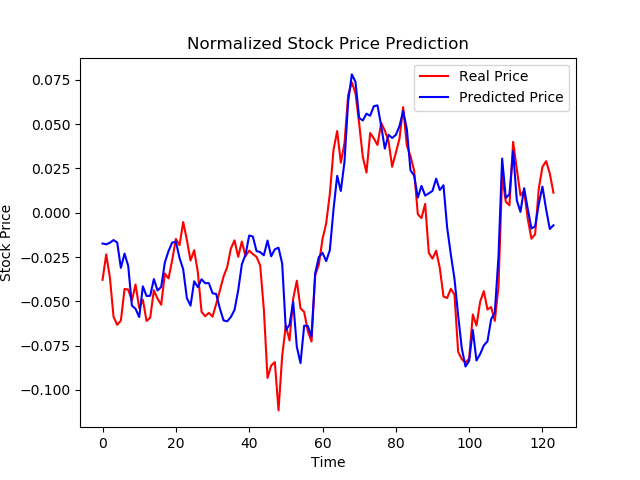 Normalized Stock Price Prediction
Real Price
Predicted Price
0.075
0.050
0.025
0.000
−0.025
−0.050
−0.075
−0.100
Stock Price
0 20 40 60 80 100 120
Time